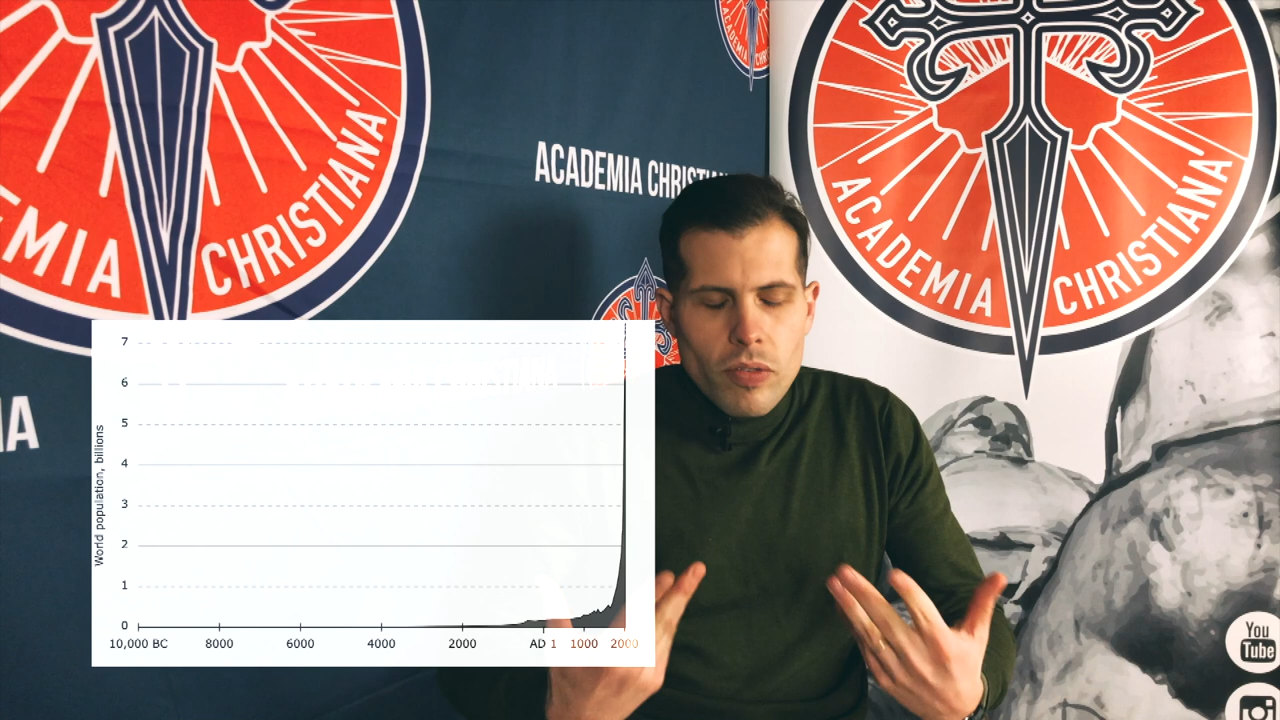 ACADEMIA CHRISTIANA
EMIA CHRISTIANA
ACADEMIA
ACADEMIA CHRISTIANA
IA
World population, billions
7
6
5
4
3
2
1
0
10,000 BC 8000 6000 4000 2000 AD 1 1000 2000
You
Tube